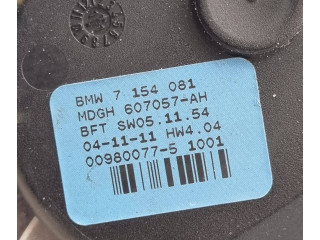 BMW 7 154 081
MDGH 607057-AH
BFT SW05.11.54
04-11-11 HW4.04
00980077-5 1001